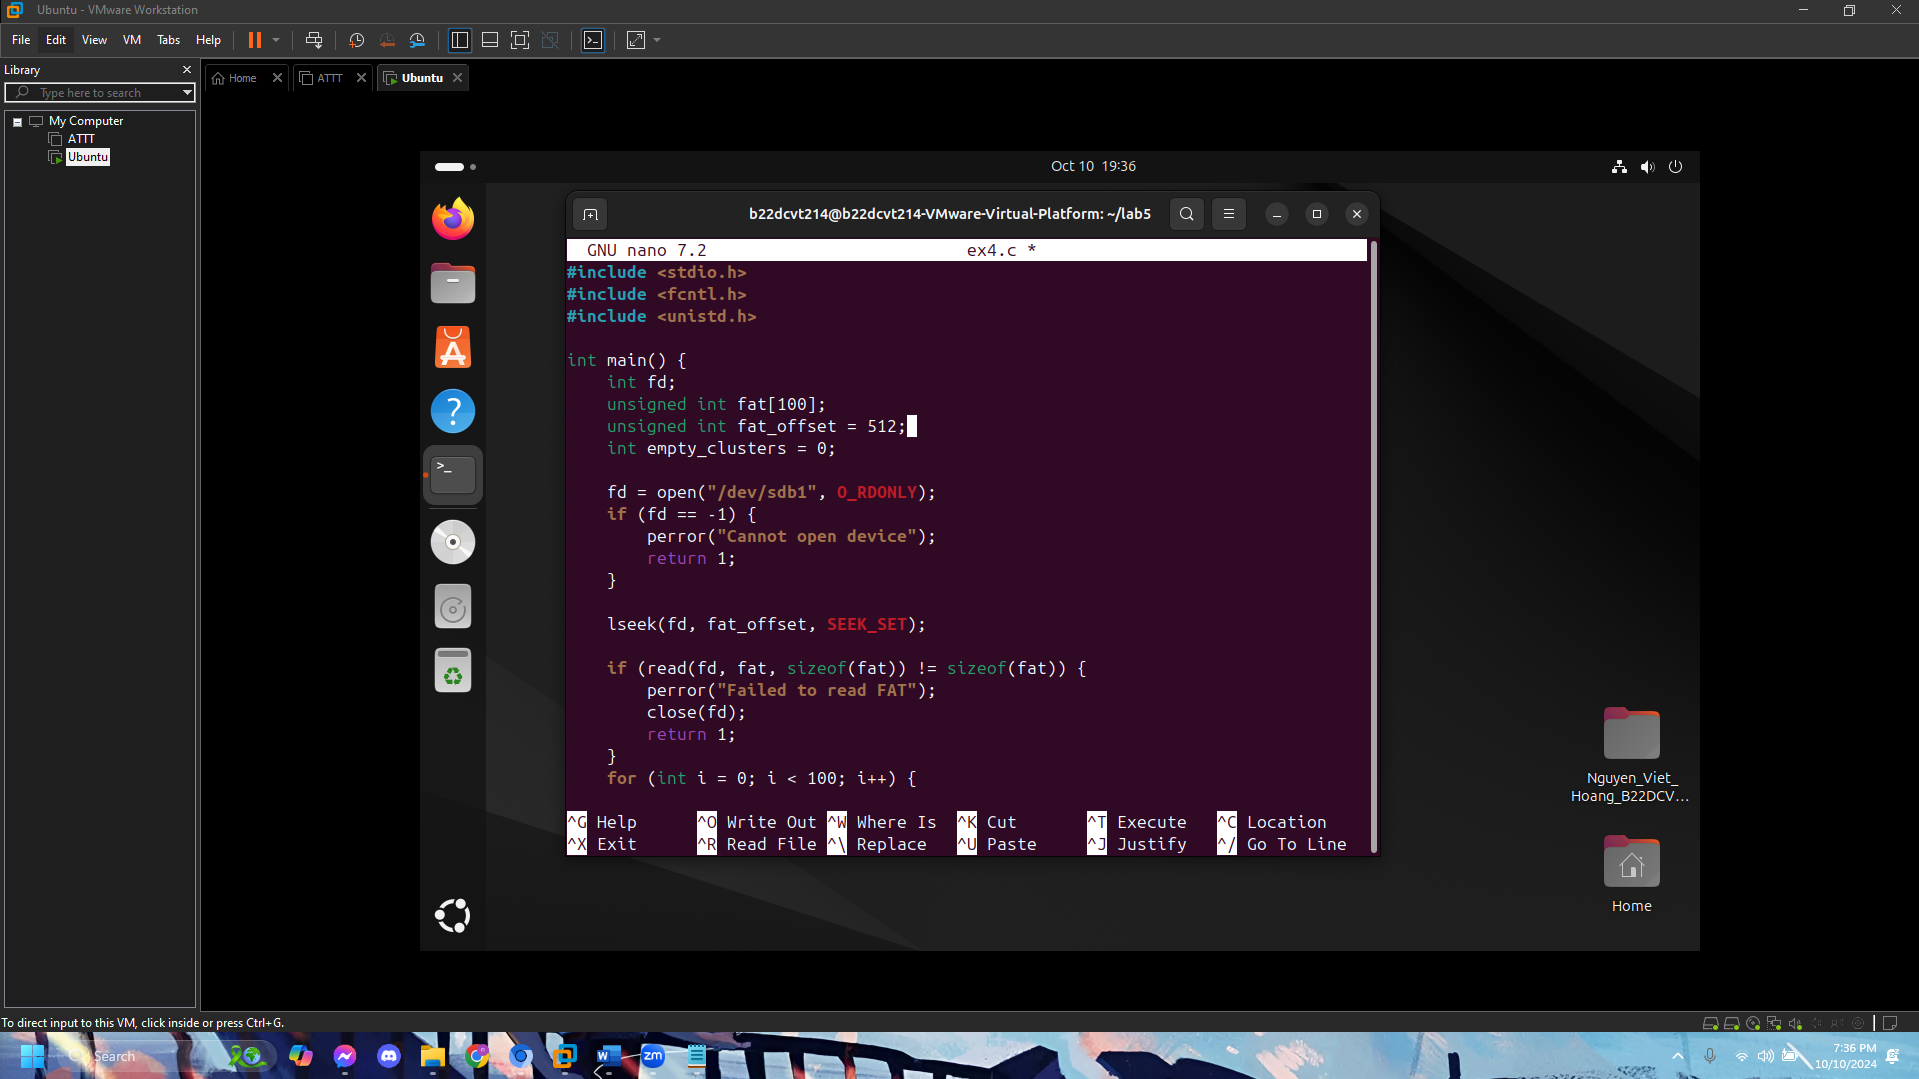 Ubuntu - VMware Workstation
File Edit View VM Tabs Help
Library
Type here to search
My Computer
ATTT
Ubuntu
Home ATTT Ubuntu
Oct 10 19:36
b22dcvt214@b22dcvt214-VMware-Virtual-Platform: ~/lab5
GNU nano 7.2 ex4.c *
#include <stdio.h>
#include <fcntl.h>
#include <unistd.h>
int main() {
    int fd;
    unsigned int fat[100];
    unsigned int fat_offset = 512;
    int empty_clusters = 0;
    fd = open("/dev/sdb1", O_RDONLY);
    if (fd == -1) {
        perror("Cannot open device");
        return 1;
    }
    lseek(fd, fat_offset, SEEK_SET);
    if (read(fd, fat, sizeof(fat)) != sizeof(fat)) {
        perror("Failed to read FAT");
        close(fd);
        return 1;
    }
    for (int i = 0; i < 100; i++) {
^G Help ^O Write Out ^W Where Is ^K Cut ^T Execute ^C Location
^X Exit ^R Read File ^\ Replace ^U Paste ^J Justify ^/ Go To Line
Nguyen_Viet_
Hoang_B22DCV...
Home
To direct input to this VM, click inside or press Ctrl+G.
Search
zm
7:36 PM
10/10/2024